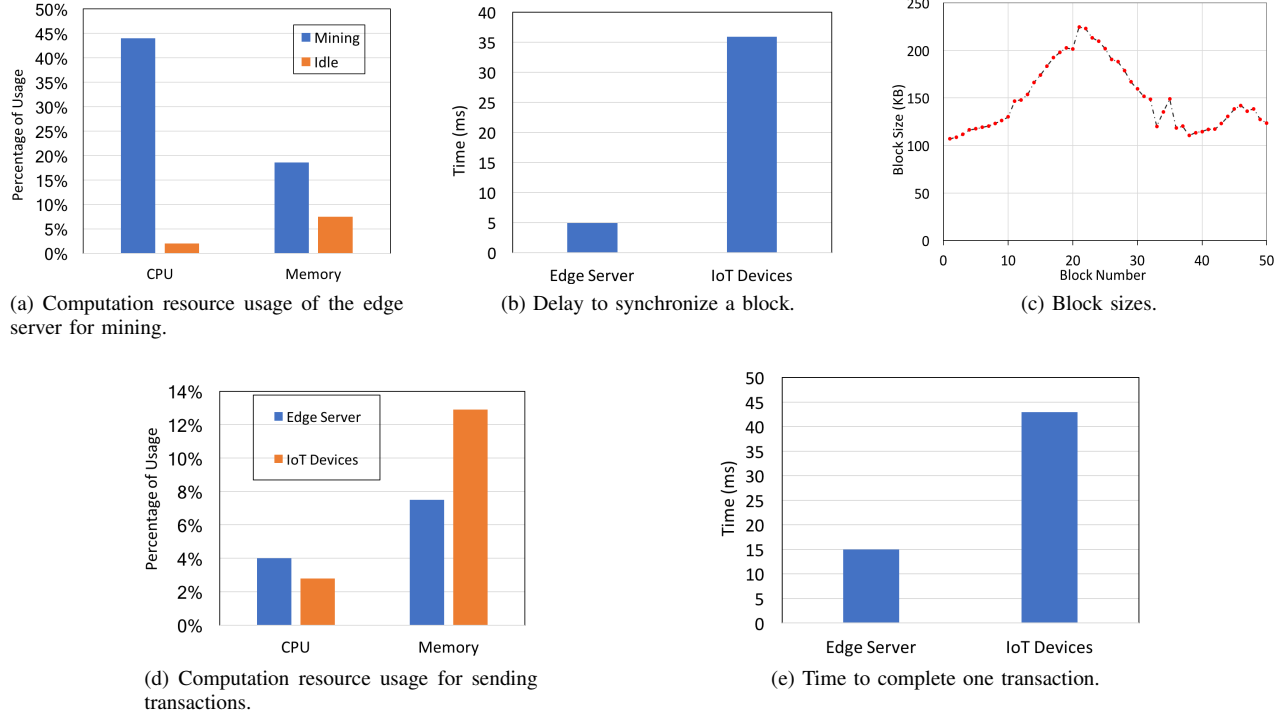 50%
45%
40%
35%
30%
25%
20%
15%
10%
5%
0%
Percentage of Usage
Mining
Idle
CPU Memory
(a) Computation resource usage of the edge
server for mining.
40
35
30
25
20
15
10
5
0
Time (ms)
Edge Server IoT Devices
(b) Delay to synchronize a block.
250
200
150
100
50
0
Block Size (KB)
0 10 20 30 40 50
Block Number
(c) Block sizes.
14%
12%
10%
8%
6%
4%
2%
0%
Percentage of Usage
Edge Server
IoT Devices
CPU Memory
(d) Computation resource usage for sending
transactions.
50
45
40
35
30
25
20
15
10
5
0
Time (ms)
Edge Server IoT Devices
(e) Time to complete one transaction.